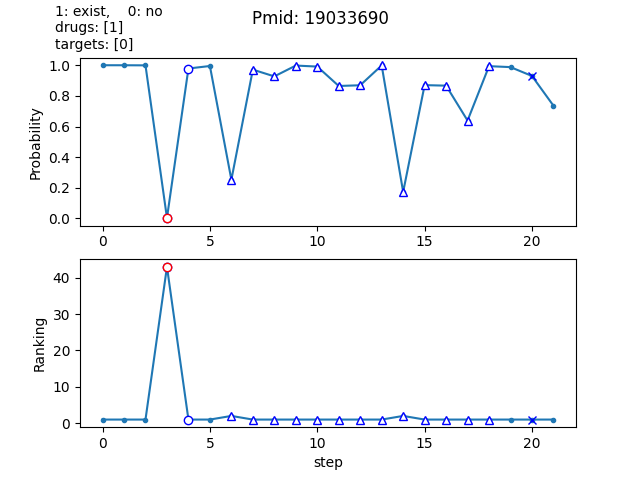 1: exist,    0: no
drugs: [1]
targets: [0]
Pmid: 19033690
Probability
1.0
0.8
0.6
0.4
0.2
0.0
0 5 10 15 20
Ranking
40
30
20
10
0
0 5 10 15 20
step